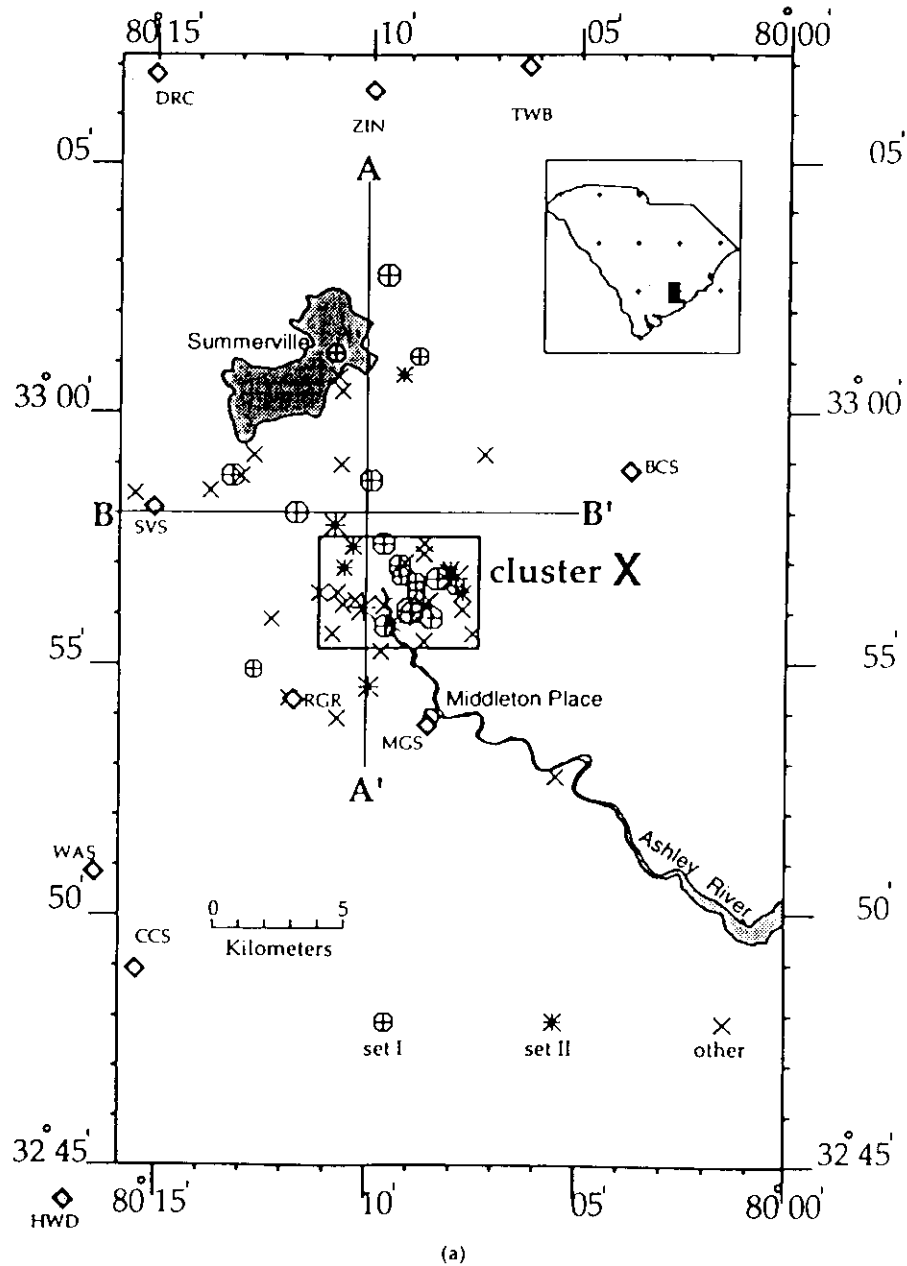 80° 15' 10' 05' 80° 00'
DRC
ZIN
TWB
05' 05'
A
Summerville
33° 00' 33° 00'
BCS
B B'
SVS
cluster X
55' 55'
RGR
Middleton Place
MGS
A'
WAS
Ashley River
50' 50'
0 5
Kilometers
CCS
set I set II other
32° 45' 32° 45'
80° 15' 10' 05' 80° 00'
HWD
(a)